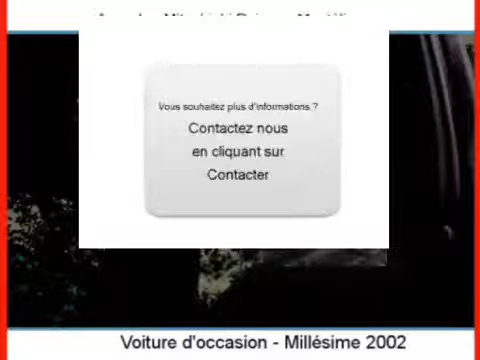 Vous souhaitez plus d'informations ?
Contactez nous
en cliquant sur
Contacter
Voiture d'occasion - Millésime 2002